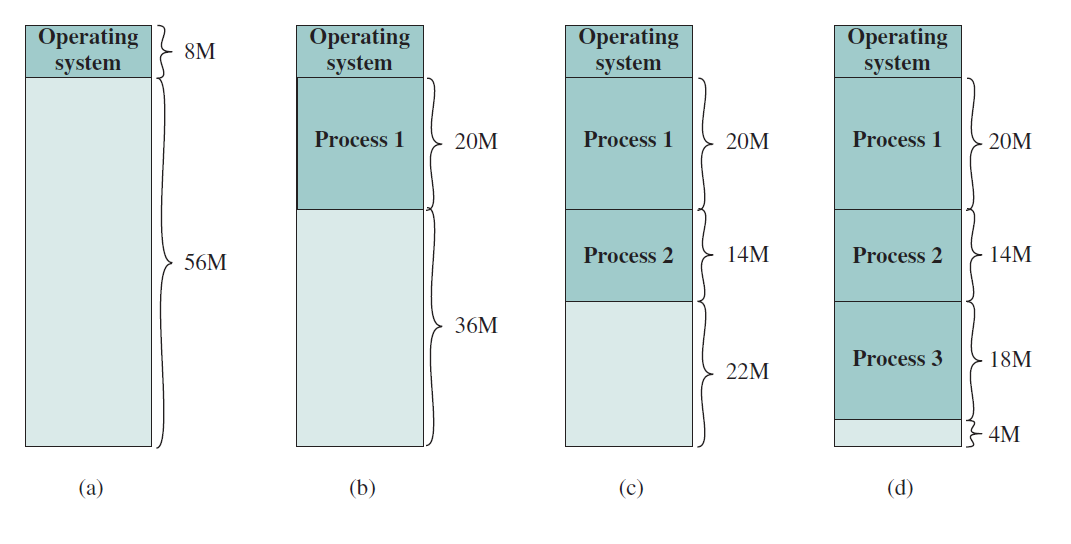 Operating
system
8M
56M
(a)
Operating
system
Process 1
20M
36M
(b)
Operating
system
Process 1
20M
Process 2
14M
22M
(c)
Operating
system
Process 1
20M
Process 2
14M
Process 3
18M
4M
(d)